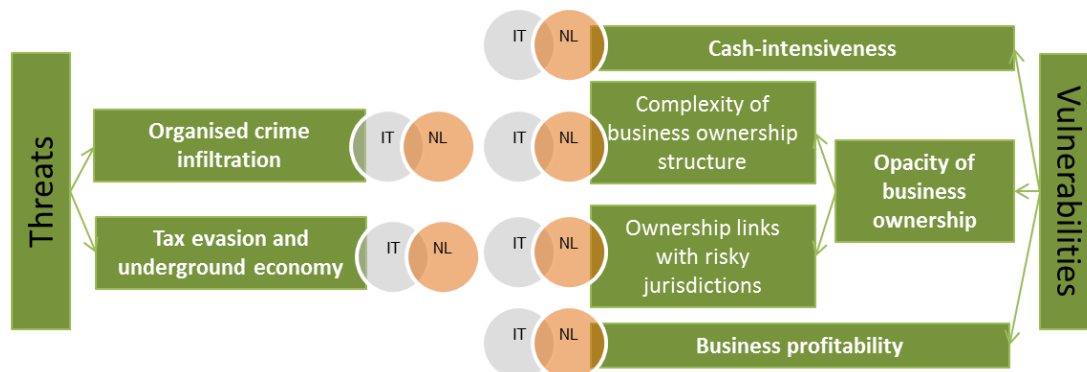 Threats
Organised crime
infiltration
IT NL
Tax evasion and
underground economy
IT NL
IT NL
Cash-intensiveness
IT NL
Complexity of
business ownership
structure
IT NL
Ownership links
with risky
jurisdictions
IT NL
Business profitability
Opacity of
business
ownership
Vulnerabilities